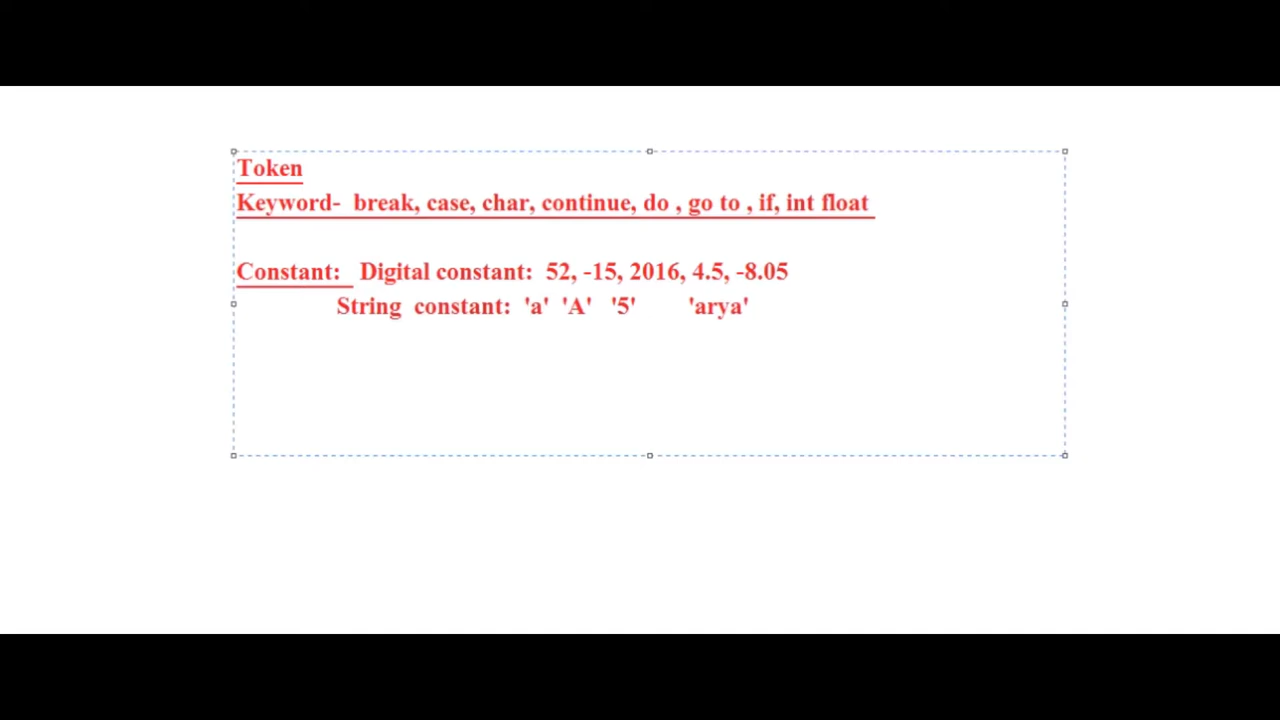 Token
Keyword-  break, case, char, continue, do , go to , if, int float
Constant:   Digital constant:  52, -15, 2016, 4.5, -8.05
String  constant:  'a'  'A'   '5'        'arya'